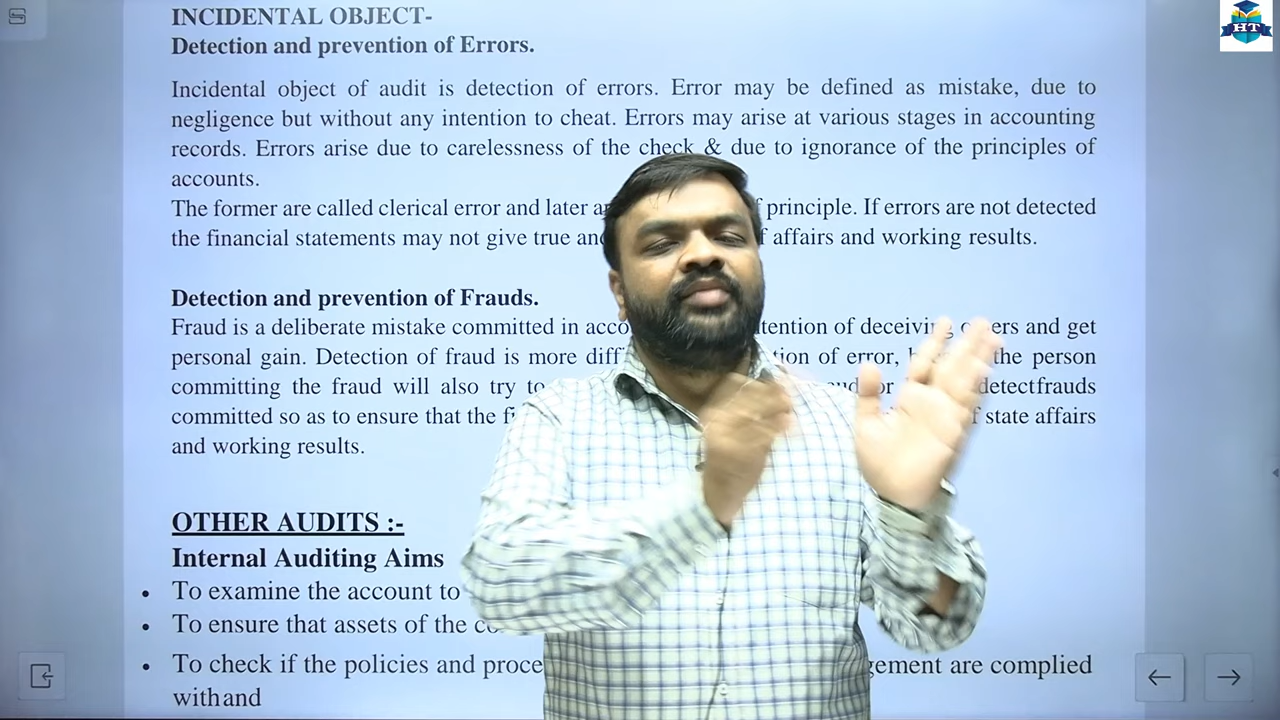 INCIDENTAL OBJECT-
Detection and prevention of Errors.
Incidental object of audit is detection of errors. Error may be defined as mistake, due to
negligence but without any intention to cheat. Errors may arise at various stages in accounting
records. Errors arise due to carelessness of the check & due to ignorance of the principles of
accounts.
The former are called clerical error and later principle. If errors are not detected
the financial statements may not give true affairs and working results.
Detection and prevention of Frauds.
Fraud is a deliberate mistake committed in of deceiving and get
personal gain. Detection of fraud is more of error, the person
committing the fraud will also try to detectfrauds
committed so as to ensure that the state affairs
and working results.
OTHER AUDITS :-
Internal Auditing Aims
• To examine the account to
• To ensure that assets of the
• To check if the policies and are complied
withand
HT